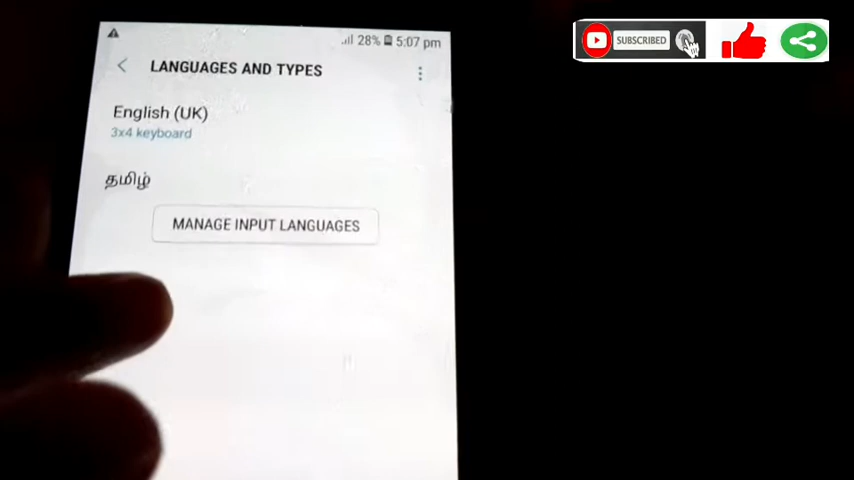 28% 5:07 pm
SUBSCRIBED
LANGUAGES AND TYPES
English (UK)
3x4 keyboard
தமிழ்
MANAGE INPUT LANGUAGES